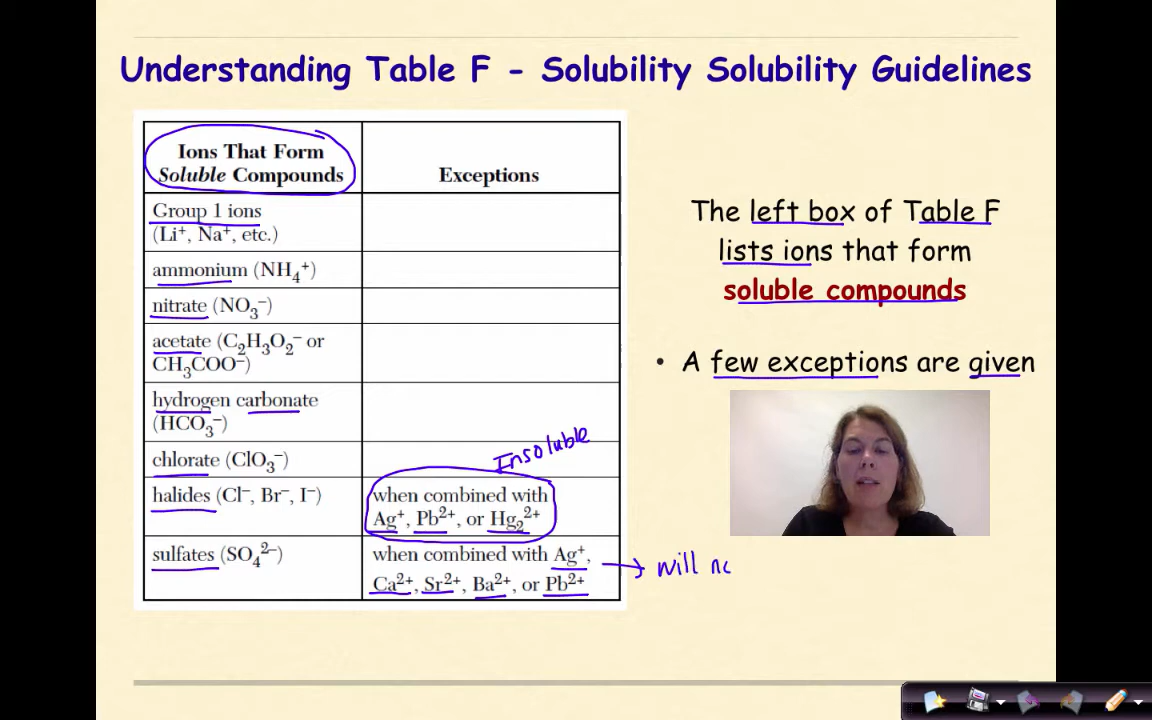 Understanding Table F - Solubility Solubility Guidelines
Ions That Form
Soluble Compounds
Exceptions
Group 1 ions
(Li⁺, Na⁺, etc.)
ammonium (NH₄⁺)
nitrate (NO₃⁻)
acetate (C₂H₃O₂⁻ or
CH₃COO⁻)
hydrogen carbonate
(HCO₃⁻)
chlorate (ClO₃⁻)
Insoluble
halides (Cl⁻, Br⁻, I⁻)
when combined with
Ag⁺, Pb²⁺, or Hg₂²⁺
sulfates (SO₄²⁻)
when combined with Ag⁺,
Ca²⁺, Sr²⁺, Ba²⁺, or Pb²⁺
The left box of Table F
lists ions that form
soluble compounds
• A few exceptions are given
will no